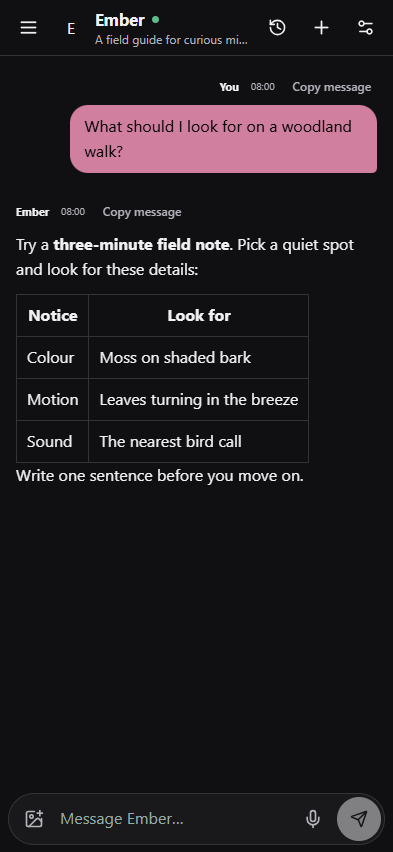 E
Ember
A field guide for curious mi...
You 08:00 Copy message
What should I look for on a woodland
walk?
Ember 08:00 Copy message
Try a three-minute field note. Pick a quiet spot
and look for these details:
Notice Look for
Colour Moss on shaded bark
Motion Leaves turning in the breeze
Sound The nearest bird call
Write one sentence before you move on.
Message Ember...